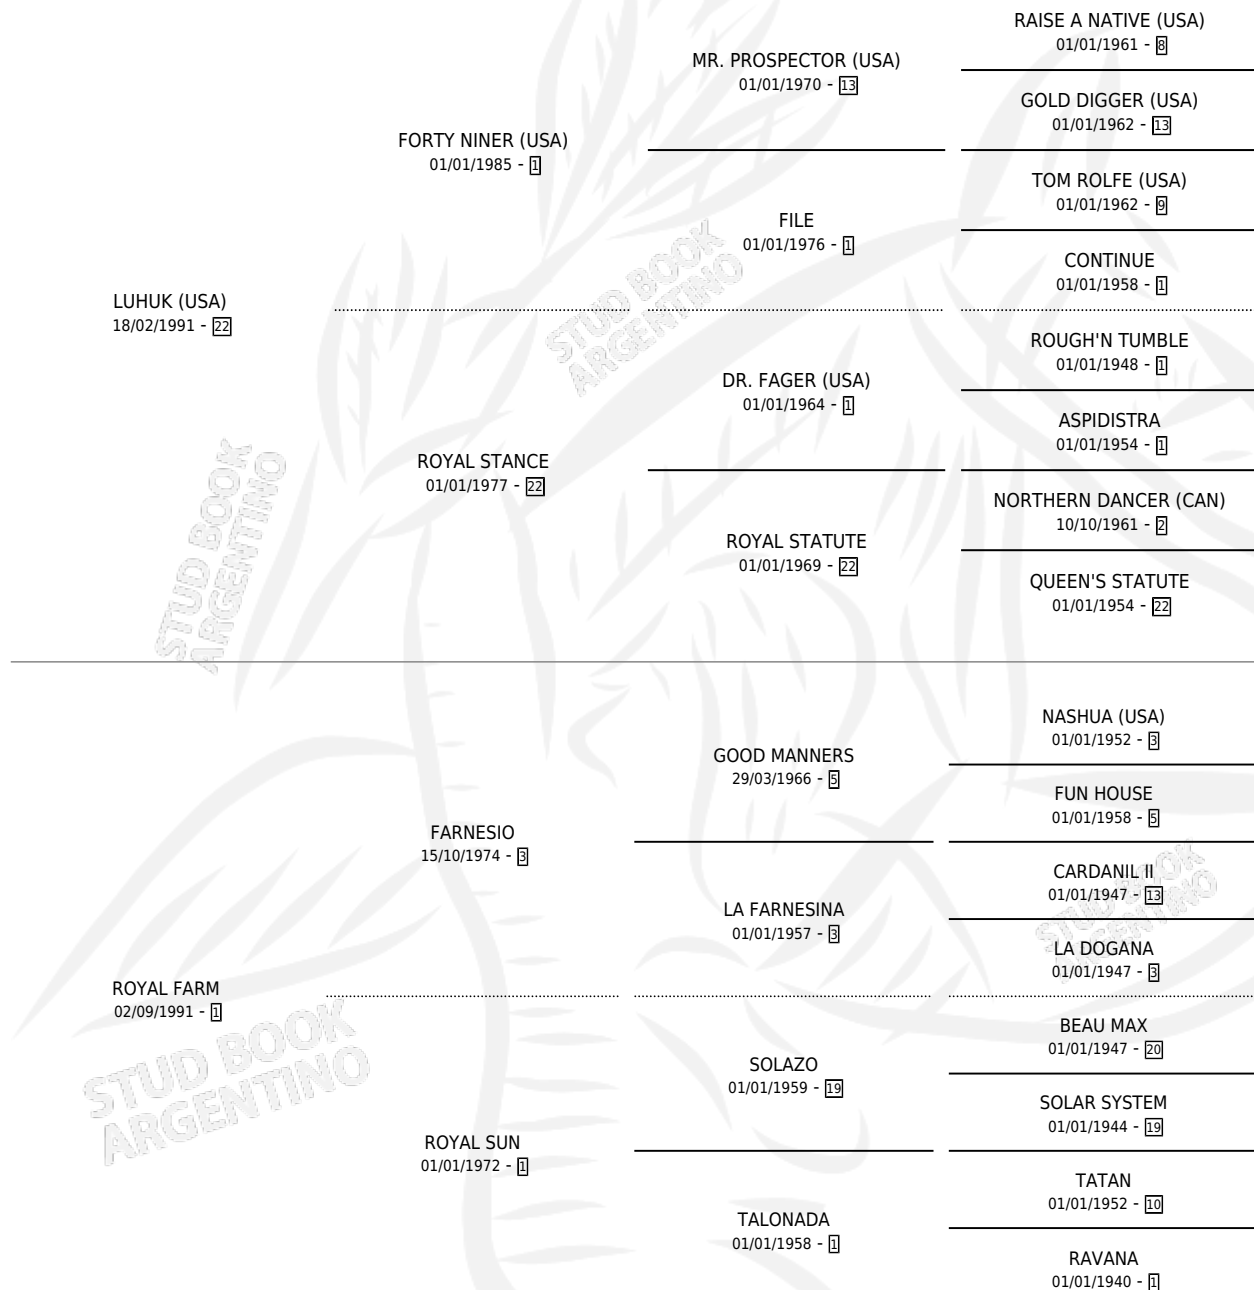 RAISE A NATIVE (USA)
01/01/1961 - 8
MR. PROSPECTOR (USA)
01/01/1970 - 13
GOLD DIGGER (USA)
01/01/1962 - 13
FORTY NINER (USA)
01/01/1985 - 1
TOM ROLFE (USA)
01/01/1962 - 9
FILE
01/01/1976 - 1
CONTINUE
01/01/1958 - 1
LUHUK (USA)
18/02/1991 - 22
ROUGH'N TUMBLE
01/01/1948 - 1
DR. FAGER (USA)
01/01/1964 - 1
ASPIDISTRA
01/01/1954 - 1
ROYAL STANCE
01/01/1977 - 22
NORTHERN DANCER (CAN)
10/10/1961 - 2
ROYAL STATUTE
01/01/1969 - 22
QUEEN'S STATUTE
01/01/1954 - 22
NASHUA (USA)
01/01/1952 - 3
GOOD MANNERS
29/03/1966 - 5
FUN HOUSE
01/01/1958 - 5
FARNESIO
15/10/1974 - 3
CARDANIL II
01/01/1947 - 13
LA FARNESINA
01/01/1957 - 3
LA DOGANA
01/01/1947 - 3
ROYAL FARM
02/09/1991 - 1
BEAU MAX
01/01/1947 - 20
SOLAZO
01/01/1959 - 19
SOLAR SYSTEM
01/01/1944 - 19
ROYAL SUN
01/01/1972 - 1
TATAN
01/01/1952 - 10
TALONADA
01/01/1958 - 1
RAVANA
01/01/1940 - 1
STUD BOOK
ARGENTINO
STUD BOOK
ARGENTINO
STUD BOOK
ARGENTINO
STUD BOOK
ARGENTINO